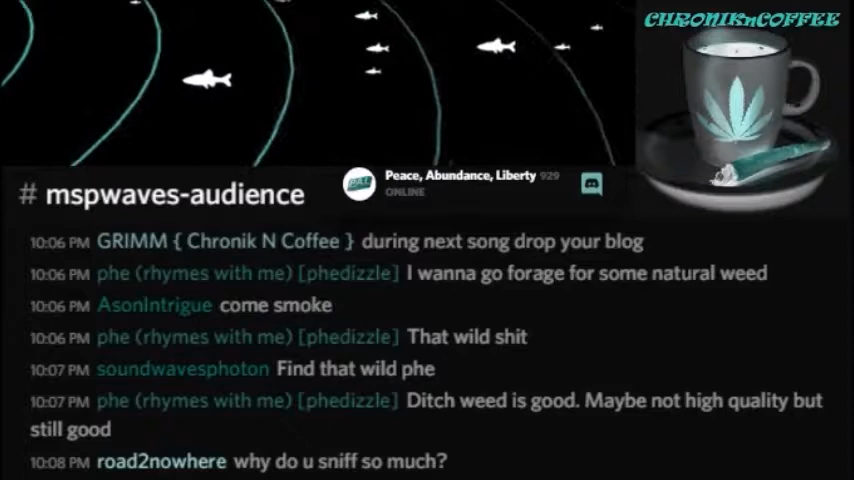 CHRONIKnCOFFEE
# mspwaves-audience
Peace, Abundance, Liberty 929
ONLINE
10:06 PM GRIMM { Chronik N Coffee } during next song drop your blog
10:06 PM phe (rhymes with me) [phedizzle] I wanna go forage for some natural weed
10:06 PM AsonIntrigue come smoke
10:06 PM phe (rhymes with me) [phedizzle] That wild shit
10:07 PM soundwavesphoton Find that wild phe
10:07 PM phe (rhymes with me) [phedizzle] Ditch weed is good. Maybe not high quality but
still good
10:08 PM road2nowhere why do u sniff so much?